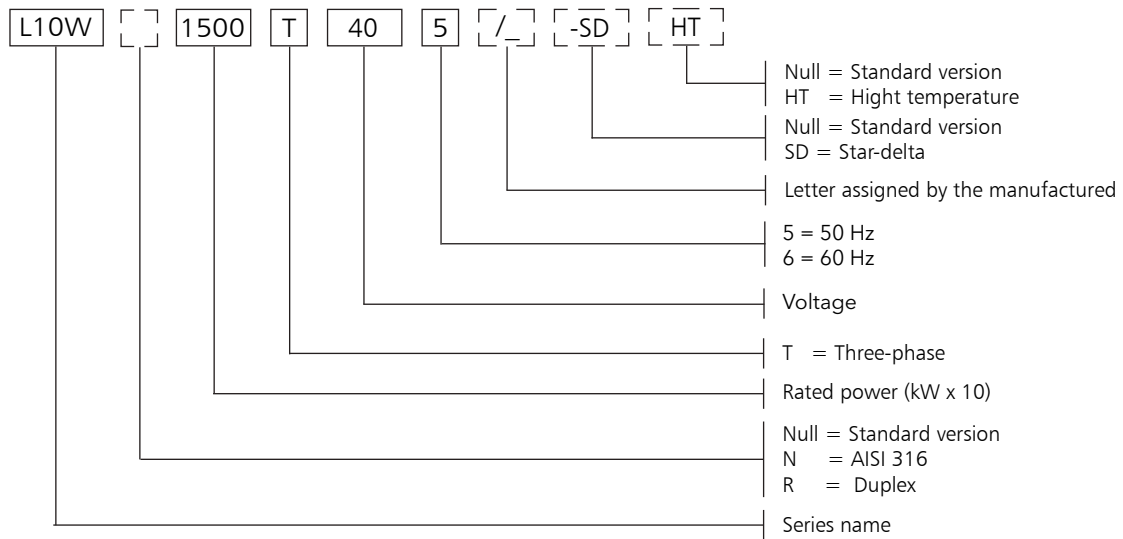 L10W 1500 T 40 5 /_ -SD HT
Null = Standard version
HT = Hight temperature
Null = Standard version
SD = Star-delta
Letter assigned by the manufactured
5 = 50 Hz
6 = 60 Hz
Voltage
T = Three-phase
Rated power (kW x 10)
Null = Standard version
N = AISI 316
R = Duplex
Series name